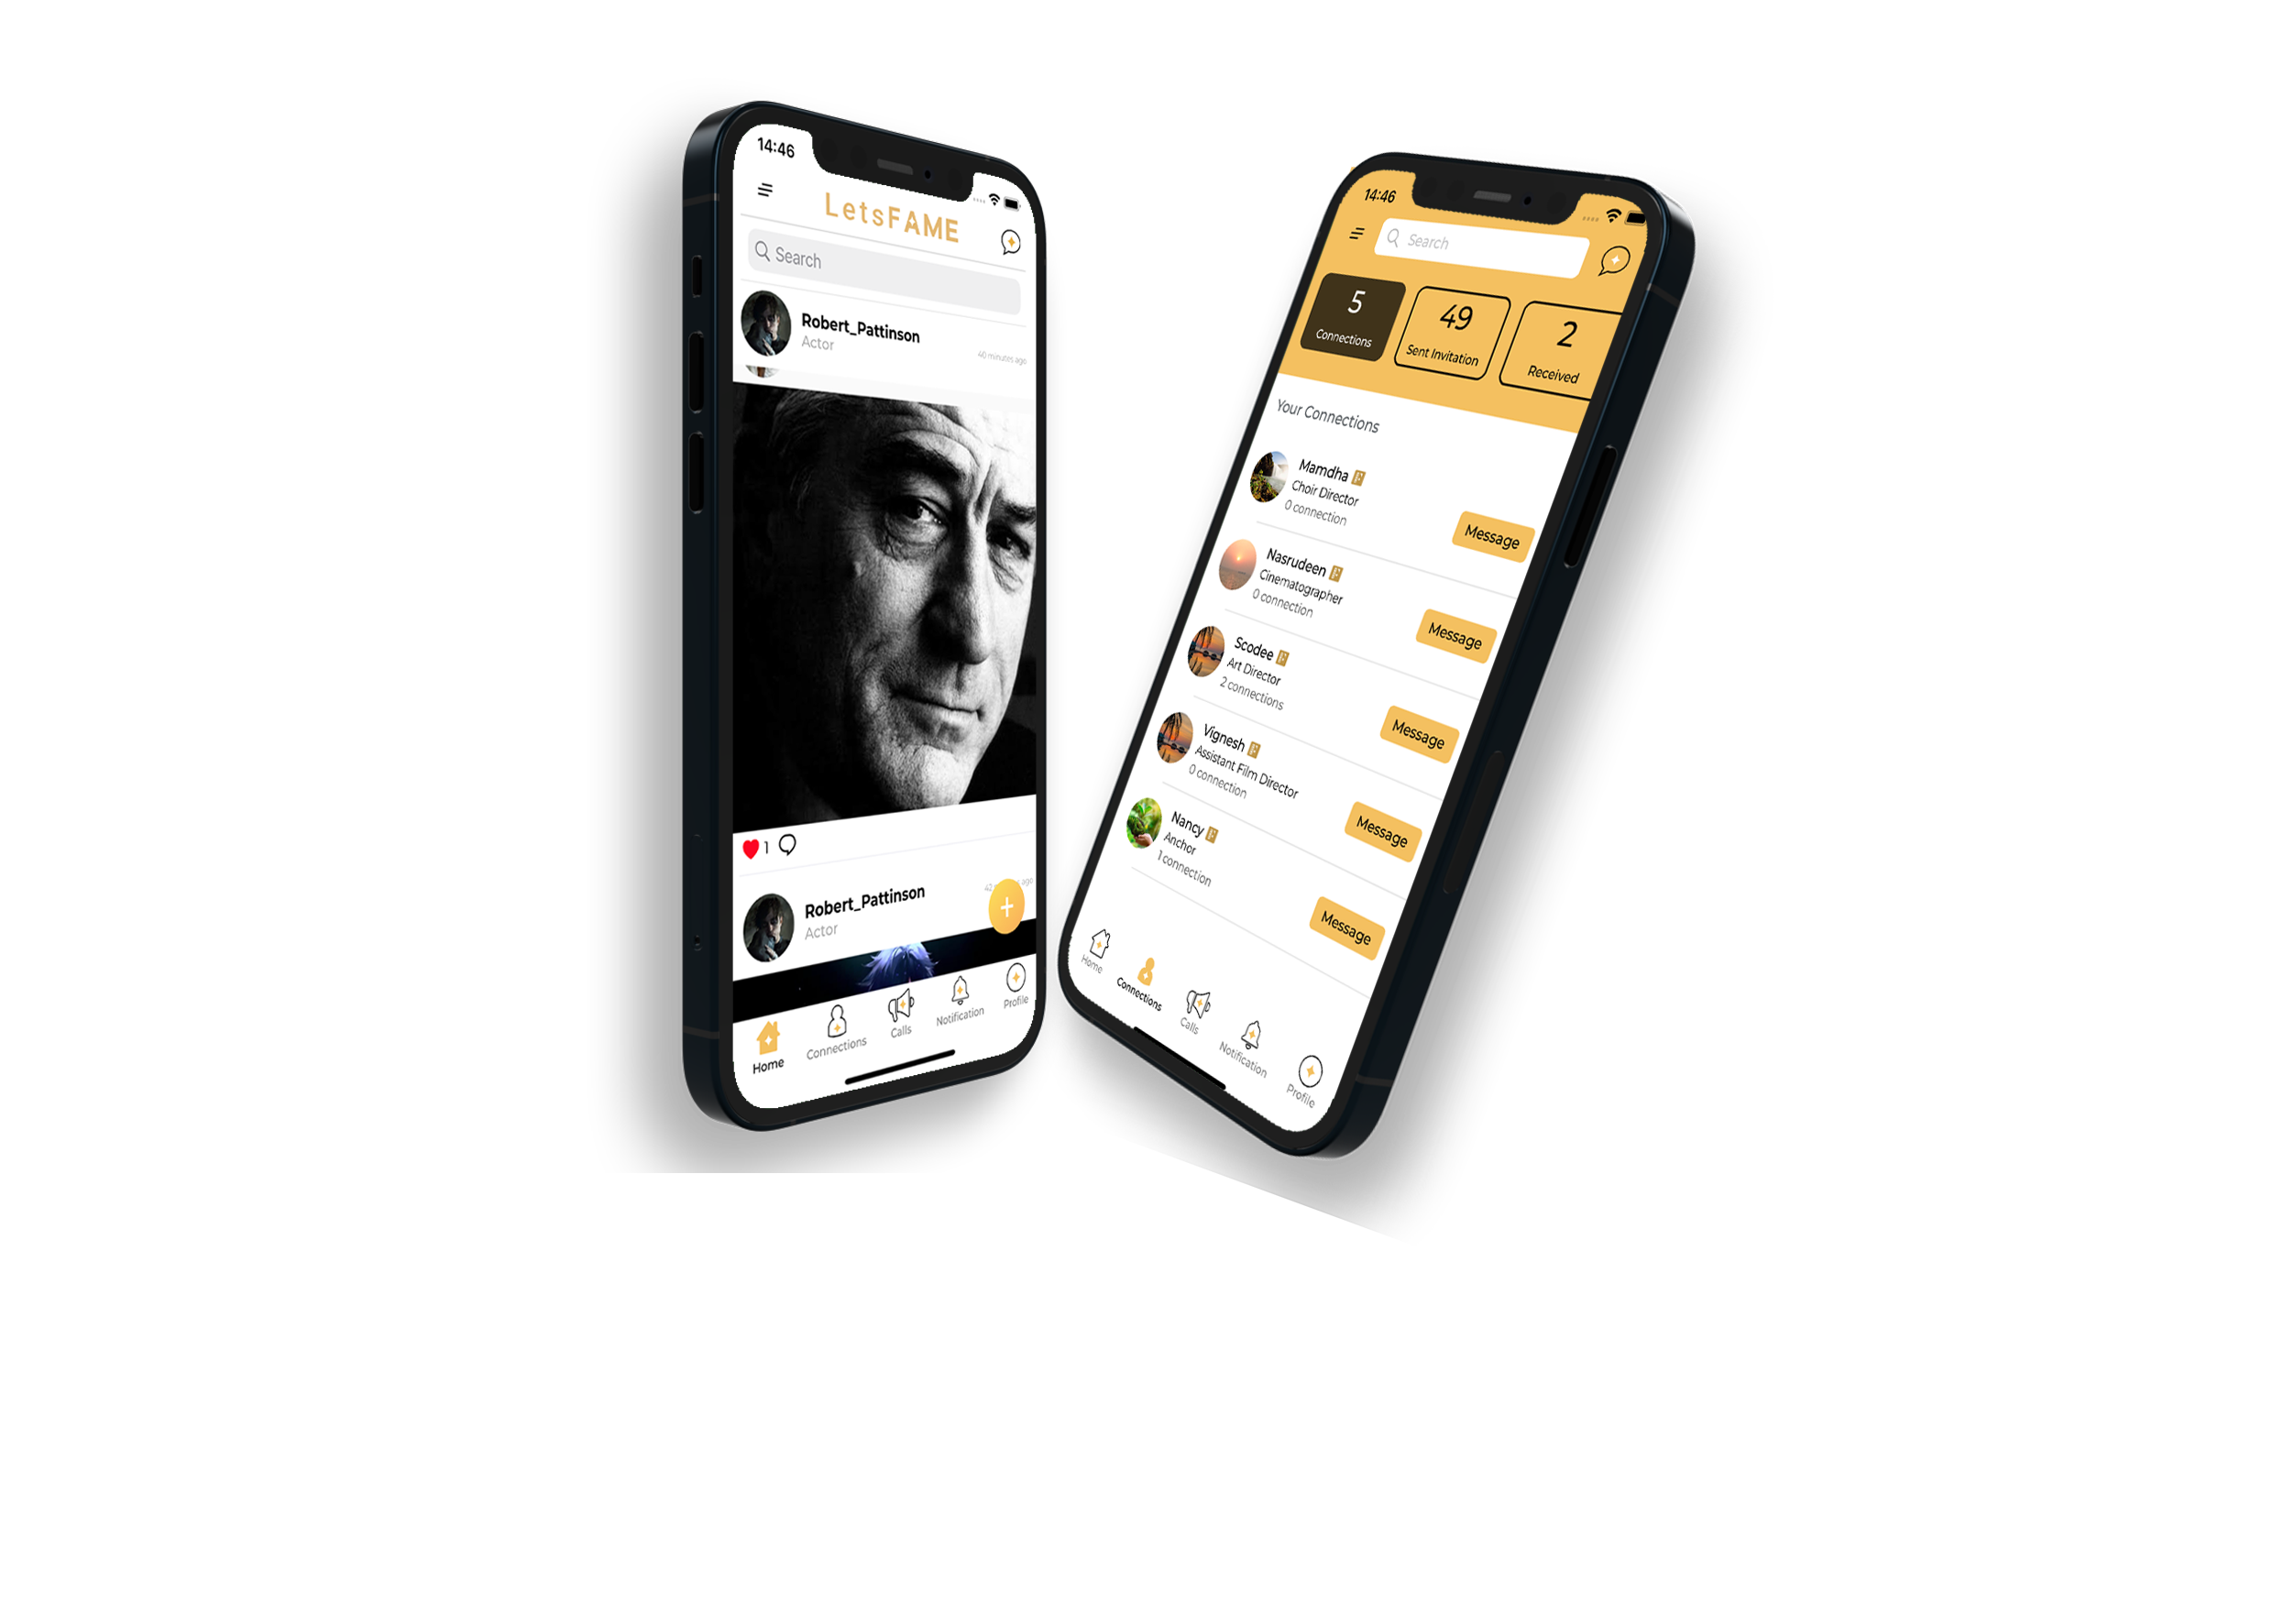 14:46
LetsFAME
Search
Robert_Pattinson
Actor
40 minutes ago
1
Robert_Pattinson
Actor
42
ago
Home
Connections
Calls
Notification
Profile
14:46
Search
5
Connections
49
Sent Invitation
2
Received
Your Connections
Mamdha
Choir Director
0 connection
Message
Nasrudeen
Cinematographer
0 connection
Message
Scodee
Art Director
2 connections
Message
Vignesh
Assistant Film Director
0 connection
Message
Nancy
Anchor
1 connection
Message
Home
Connections
Calls
Notification
Profile